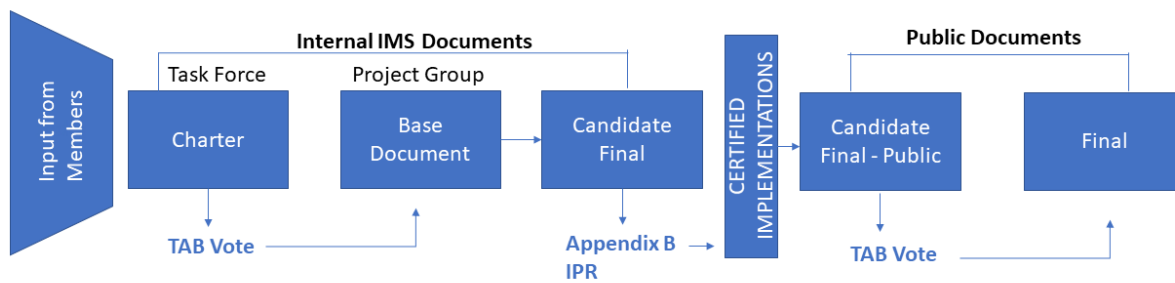 Internal IMS Documents
Public Documents
Task Force
Project Group
Input from
Members
Charter
Base
Document
Candidate
Final
CERTIFIED
IMPLEMENTATIONS
Candidate
Final - Public
Final
TAB Vote
Appendix B
IPR
TAB Vote